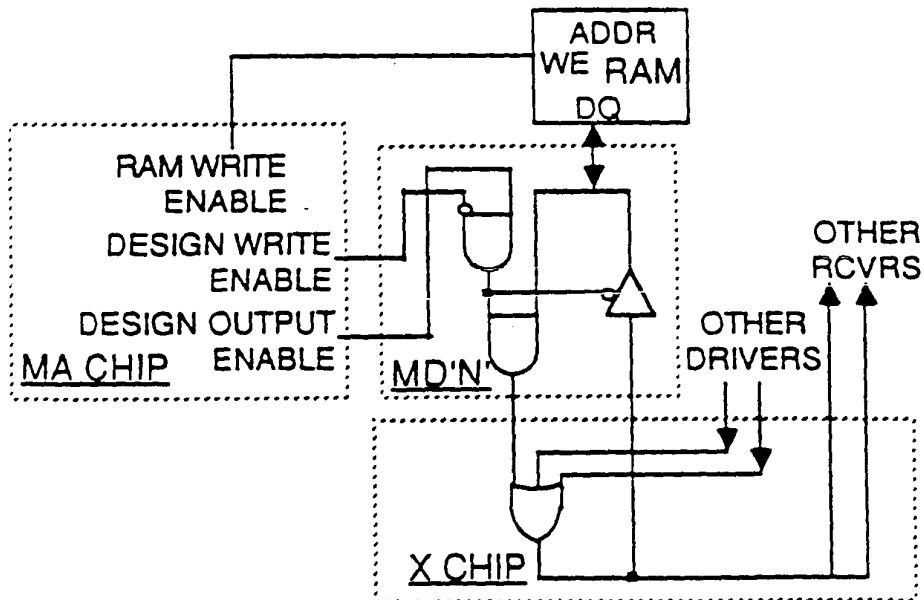 ADDR
WE RAM
DQ
RAM WRITE
ENABLE
DESIGN WRITE
ENABLE
DESIGN OUTPUT
ENABLE
MA CHIP
MD'N'
OTHER
DRIVERS
OTHER
RCVRS
X CHIP